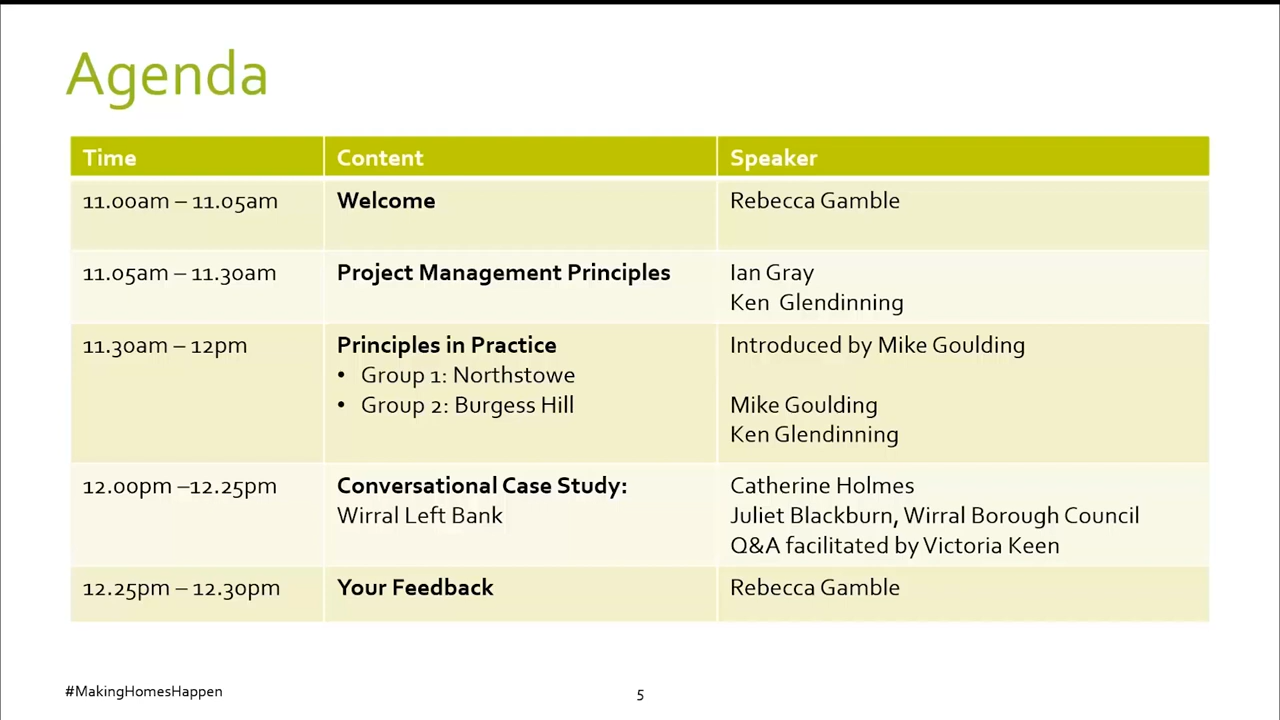 Agenda
Time Content Speaker
11.00am – 11.05am Welcome Rebecca Gamble
11.05am – 11.30am Project Management Principles Ian Gray
Ken Glendinning
11.30am – 12pm Principles in Practice Introduced by Mike Goulding
• Group 1: Northstowe
• Group 2: Burgess Hill Mike Goulding
Ken Glendinning
12.00pm –12.25pm Conversational Case Study: Catherine Holmes
Wirral Left Bank Juliet Blackburn, Wirral Borough Council
Q&A facilitated by Victoria Keen
12.25pm – 12.30pm Your Feedback Rebecca Gamble
#MakingHomesHappen 5